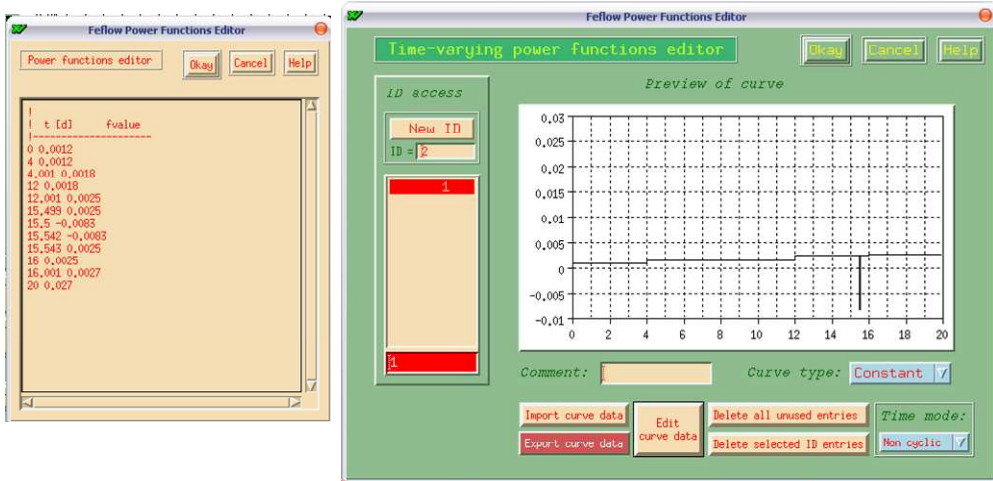 Feflow Power Functions Editor
Power functions editor
Okay
Cancel
Help
!
! t [d] fvalue
!----------------------
0 0.0012
4 0.0012
4.001 0.0018
12 0.0018
12.001 0.0025
15.499 0.0025
15.5 -0.0083
15.542 -0.0083
15.543 0.0025
16 0.0025
16.001 0.0027
20 0.027
Feflow Power Functions Editor
Time-varying power functions editor
Okay
Cancel
Help
ID access
New ID
ID = 2
1
1
Preview of curve
0.03
0.025
0.02
0.015
0.01
0.005
0
-0.005
-0.01
0 2 4 6 8 10 12 14 16 18 20
Comment:
Curve type: Constant
Import curve data
Export curve data
Edit
curve data
Delete all unused entries
Delete selected ID entries
Time mode:
Non cyclic